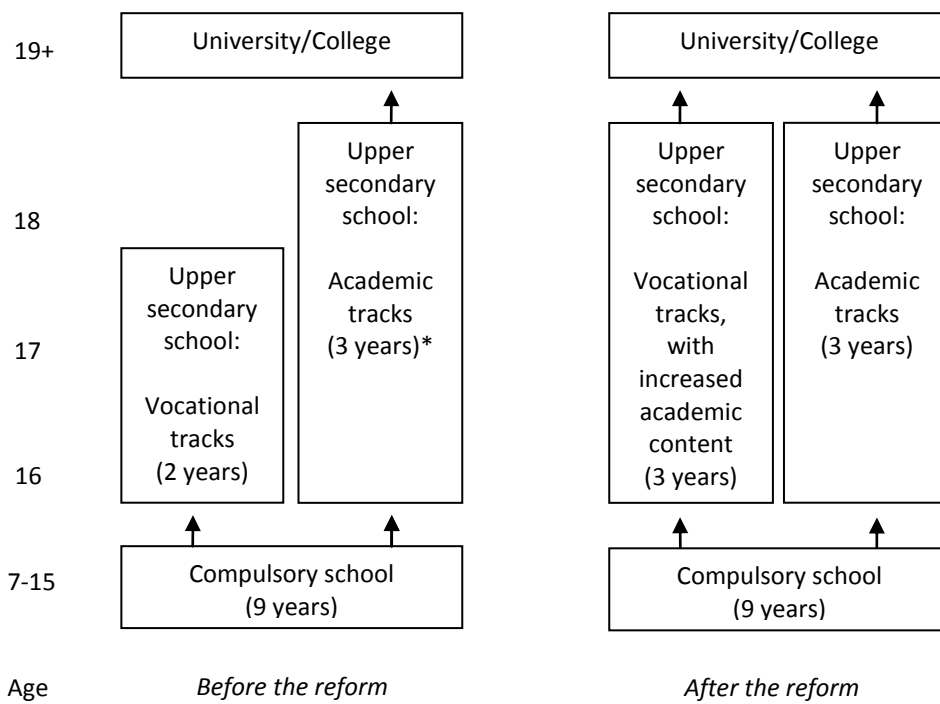 19+
University/College
University/College
18
Upper
secondary
school:
Vocational
tracks
(2 years)
Upper
secondary
school:
Academic
tracks
(3 years)*
Upper
secondary
school:
Vocational
tracks,
with
increased
academic
content
(3 years)
Upper
secondary
school:
Academic
tracks
(3 years)
17
16
7-15
Compulsory school
(9 years)
Compulsory school
(9 years)
Age
Before the reform
After the reform